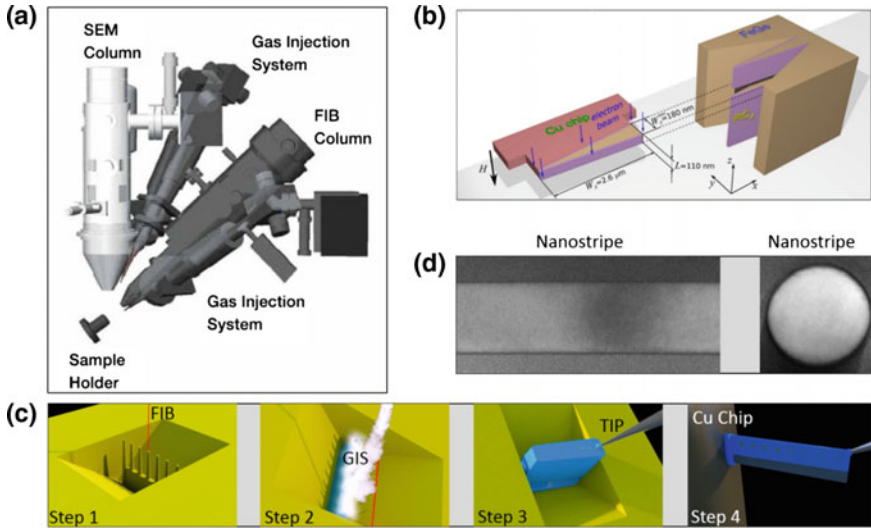 (a)
SEM
Column
Gas Injection
System
FIB
Column
Gas Injection
System
Sample
Holder
(b)
FeGe
Cu chip
electron
beam
Wy=180 nm
L=110 nm
Wx=2.6 μm
H
z
y
x
Nanostripe
Nanostripe
(d)
(c)
FIB
Step 1
GIS
Step 2
TIP
Step 3
Cu Chip
Step 4